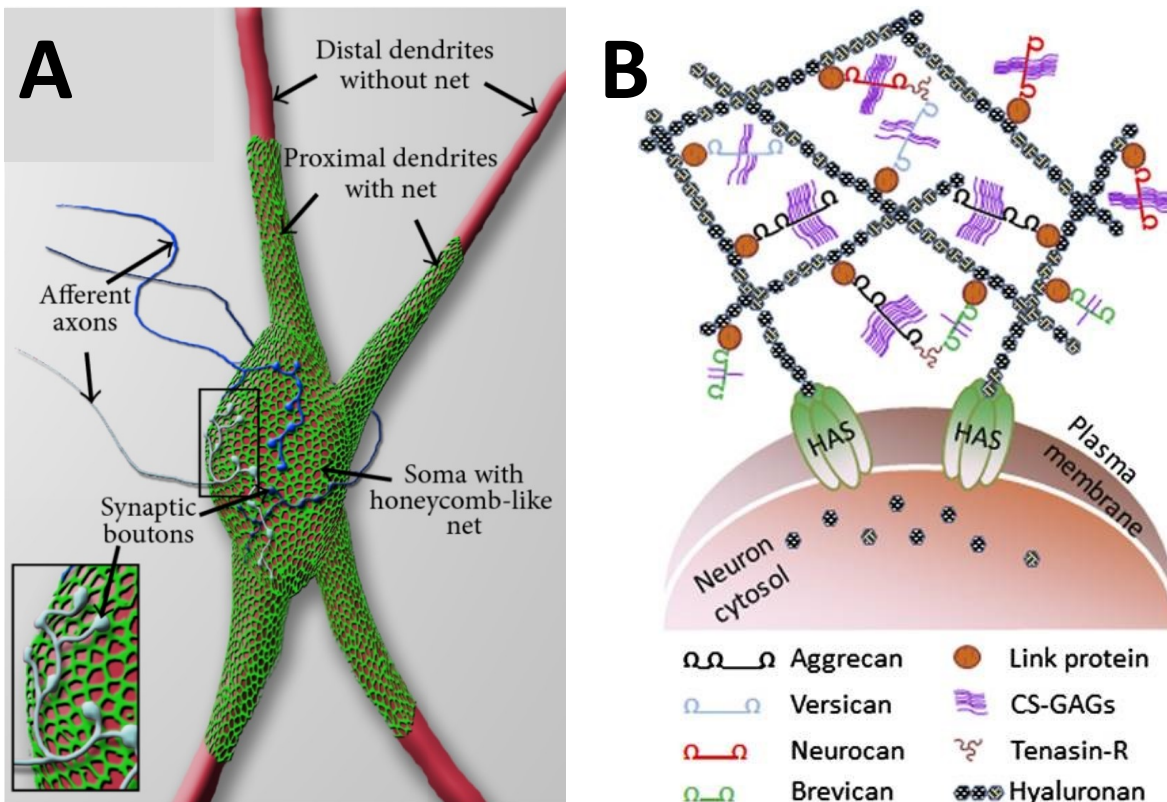 A
Distal dendrites
without net
Proximal dendrites
with net
Afferent
axons
Synaptic
boutons
Soma with
honeycomb-like
net
B
HAS
HAS
Plasma
membrane
Neuron
cytosol
Aggrecan
Link protein
Versican
CS-GAGs
Neurocan
Tenasin-R
Brevican
Hyaluronan